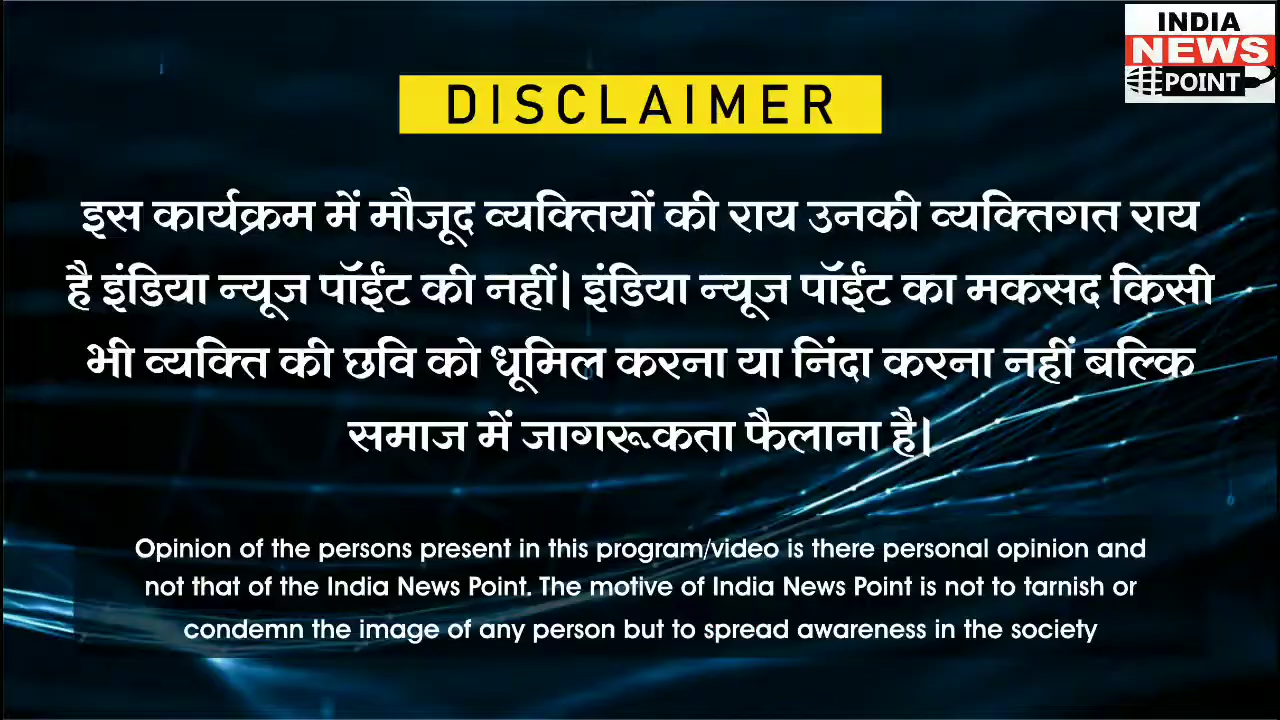 INDIA
NEWS
POINT
DISCLAIMER
इस कार्यक्रम में मौजूद व्यक्तियों की राय उनकी व्यक्तिगत राय
है इंडिया न्यूज पॉईंट की नहीं। इंडिया न्यूज पॉईंट का मकसद किसी
भी व्यक्ति की छवि को धूमिल करना या निंदा करना नहीं बल्कि
समाज में जागरूकता फैलाना है।
Opinion of the persons present in this program/video is there personal opinion and
not that of the India News Point. The motive of India News Point is not to tarnish or
condemn the image of any person but to spread awareness in the society